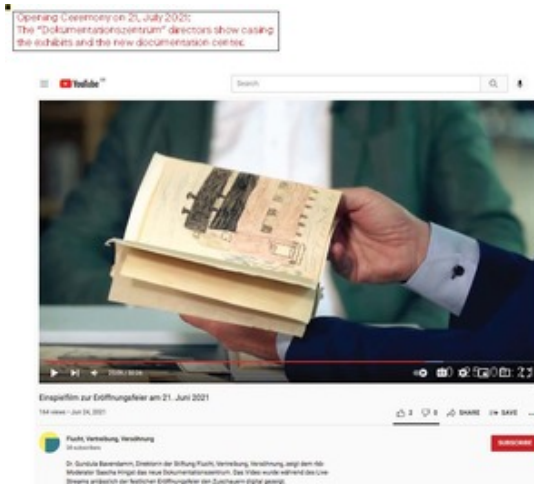 Opening Ceremony on 21, July 2021:
The "Dokumentationszentrum" directors show casing
the exhibits and the new documentation center.
YouTube
Search
Einspielfilm zur Eröffnungsfeier am 21. Juni 2021
164 views • Jun 24, 2021
2
0
SHARE
SAVE
Flucht, Vertreibung, Versöhnung
subscribers
SUBSCRIBE
Dr. Gundula Bavendamm, Direktorin der Stiftung Flucht, Vertreibung, Versöhnung, zeigt dem rbb-
Moderator Sascha Hingst das neue Dokumentationszentrum. Das Video wurde während des Live-
Streams anlässlich der festlichen Eröffnungsfeier den Zuschauern digital gezeigt.